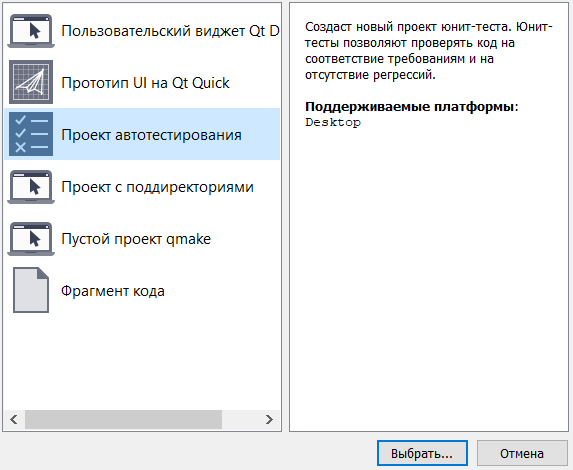 Пользовательский виджет Qt D
Прототип UI на Qt Quick
Проект автотестирования
Проект с поддиректориями
Пустой проект qmake
Фрагмент кода
Создаст новый проект юнит-теста. Юнит-
тесты позволяют проверять код на
соответствие требованиям и на
отсутствие регрессий.
Поддерживаемые платформы:
Desktop
Выбрать...
Отмена